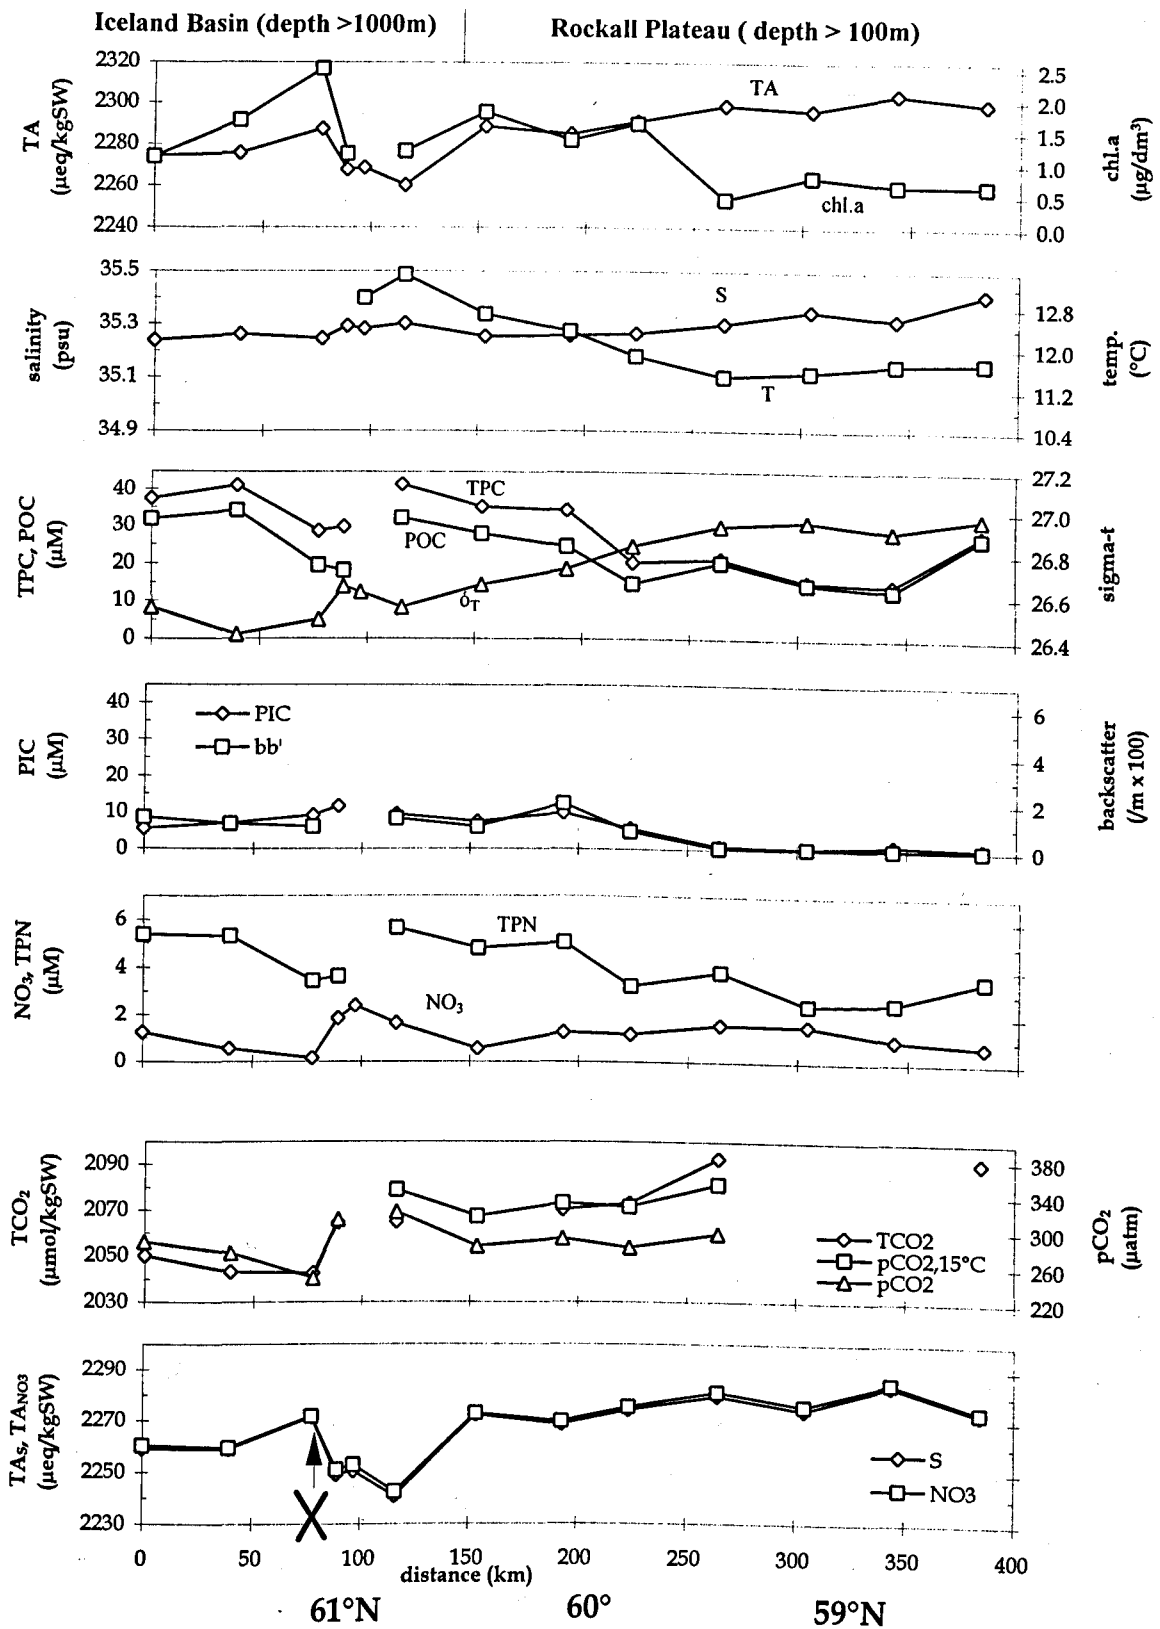 Iceland Basin (depth >1000m) Rockall Plateau ( depth > 100m)
TA
(µeq/kgSW)
2320
2300
2280
2260
2240
TA
chl.a
2.5
2.0
1.5
1.0
0.5
0.0
chl.a
(µg/dm³)
salinity
(psu)
35.5
35.3
35.1
34.9
S
T
12.8
12.0
11.2
10.4
temp.
(°C)
TPC, POC
(µM)
40
30
20
10
0
TPC
POC
σT
27.2
27.0
26.8
26.6
26.4
sigma-t
PIC
(µM)
40
30
20
10
0
PIC
bb'
6
4
2
0
backscatter
(/m x 100)
NO₃, TPN
(µM)
6
4
2
0
TPN
NO₃
TCO₂
(µmol/kgSW)
2090
2070
2050
2030
TCO2
pCO2,15°C
pCO2
380
340
300
260
220
pCO₂
(µatm)
TAs, TANO3
(µeq/kgSW)
2290
2270
2250
2230
S
NO3
X
0 50 100 150 200 250 300 350 400
distance (km)
61°N 60° 59°N